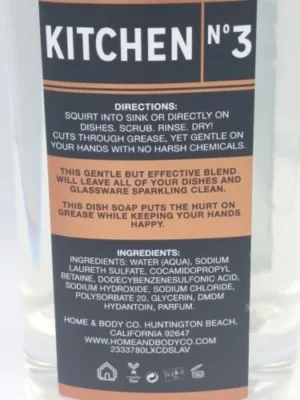 KITCHEN Nº3
DIRECTIONS:
SQUIRT INTO SINK OR DIRECTLY ON
DISHES. SCRUB. RINSE. DRY!
CUTS THROUGH GREASE, YET GENTLE ON
YOUR HANDS WITH NO HARSH CHEMICALS.
THIS GENTLE BUT EFFECTIVE BLEND
WILL LEAVE ALL OF YOUR DISHES AND
GLASSWARE SPARKLING CLEAN.
THIS DISH SOAP PUTS THE HURT ON
GREASE WHILE KEEPING YOUR HANDS
HAPPY.
INGREDIENTS:
INGREDIENTS: WATER (AQUA), SODIUM
LAURETH SULFATE, COCAMIDOPROPYL
BETAINE, DODECYBENZENESULFONIC ACID,
SODIUM HYDROXIDE, SODIUM CHLORIDE,
POLYSORBATE 20, GLYCERIN, DMDM
HYDANTOIN, PARFUM.
HOME & BODY CO. HUNTINGTON BEACH,
CALIFORNIA 92647
WWW.HOMEANDBODYCO.COM
2333780LXCDSLAV